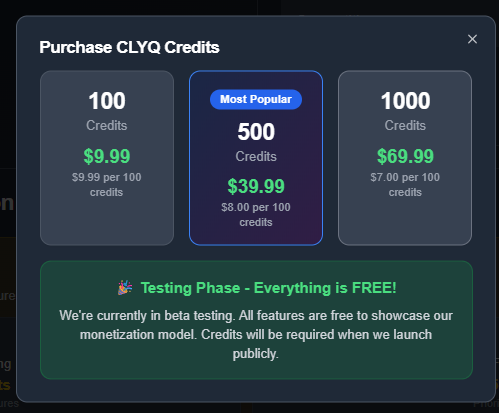 Purchase CLYQ Credits
100
Credits
$9.99
$9.99 per 100
credits
Most Popular
500
Credits
$39.99
$8.00 per 100
credits
1000
Credits
$69.99
$7.00 per 100
credits
🎉 Testing Phase - Everything is FREE!
We're currently in beta testing. All features are free to showcase our
monetization model. Credits will be required when we launch
publicly.